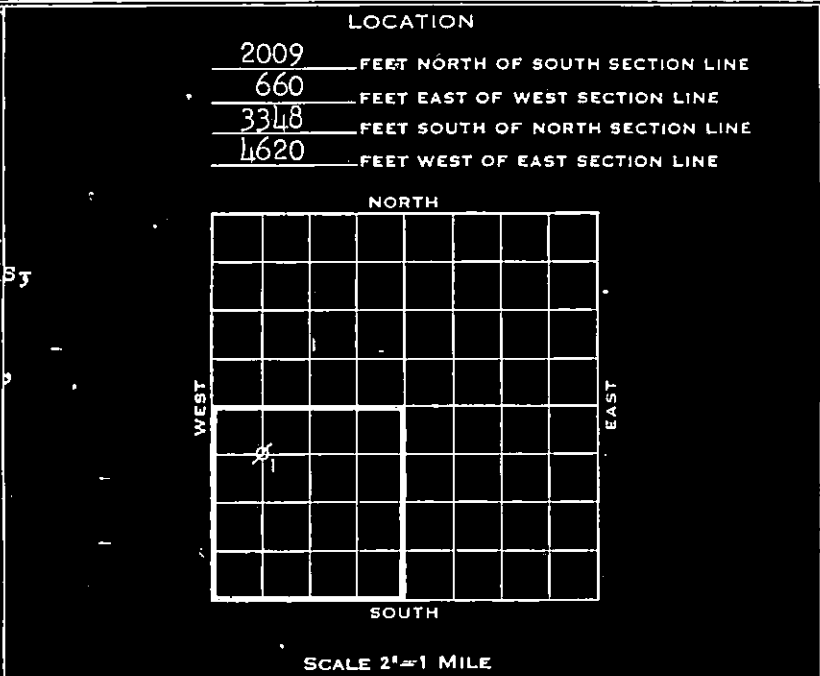 LOCATION
2009 FEET NORTH OF SOUTH SECTION LINE
660 FEET EAST OF WEST SECTION LINE
3348 FEET SOUTH OF NORTH SECTION LINE
4620 FEET WEST OF EAST SECTION LINE
NORTH
WEST
EAST
1
SOUTH
SCALE 2"=1 MILE